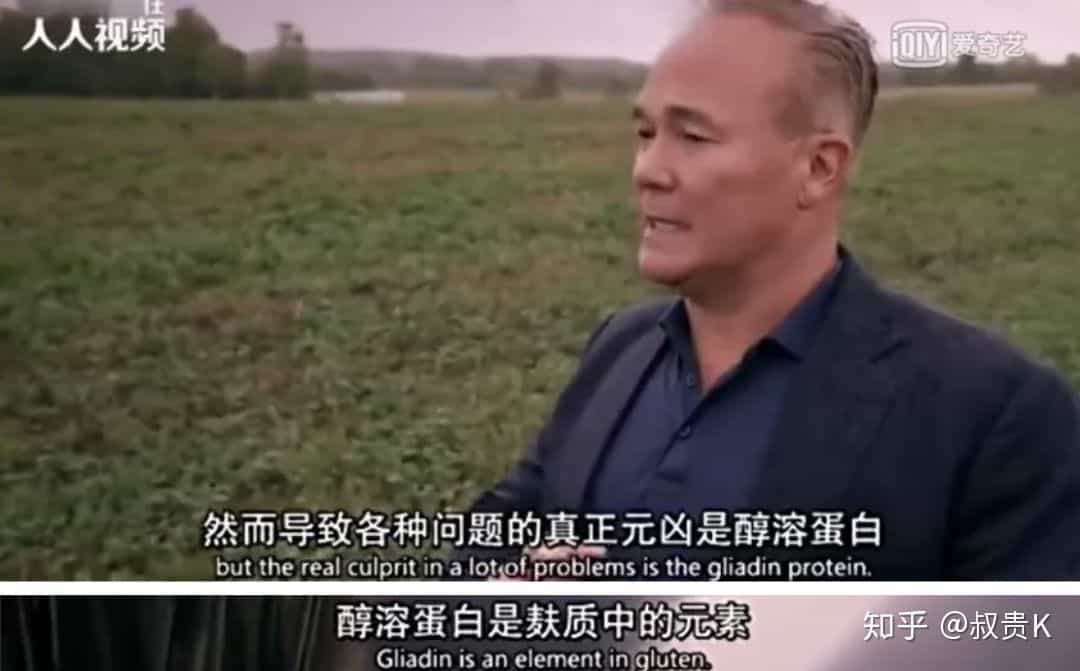 人人视频
iQIYI 爱奇艺
然而导致各种问题的真正元凶是醇溶蛋白
but the real culprit in a lot of problems is the gliadin protein.
醇溶蛋白是麸质中的元素
Gliadin is an element in gluten.
知乎 @叔贵K